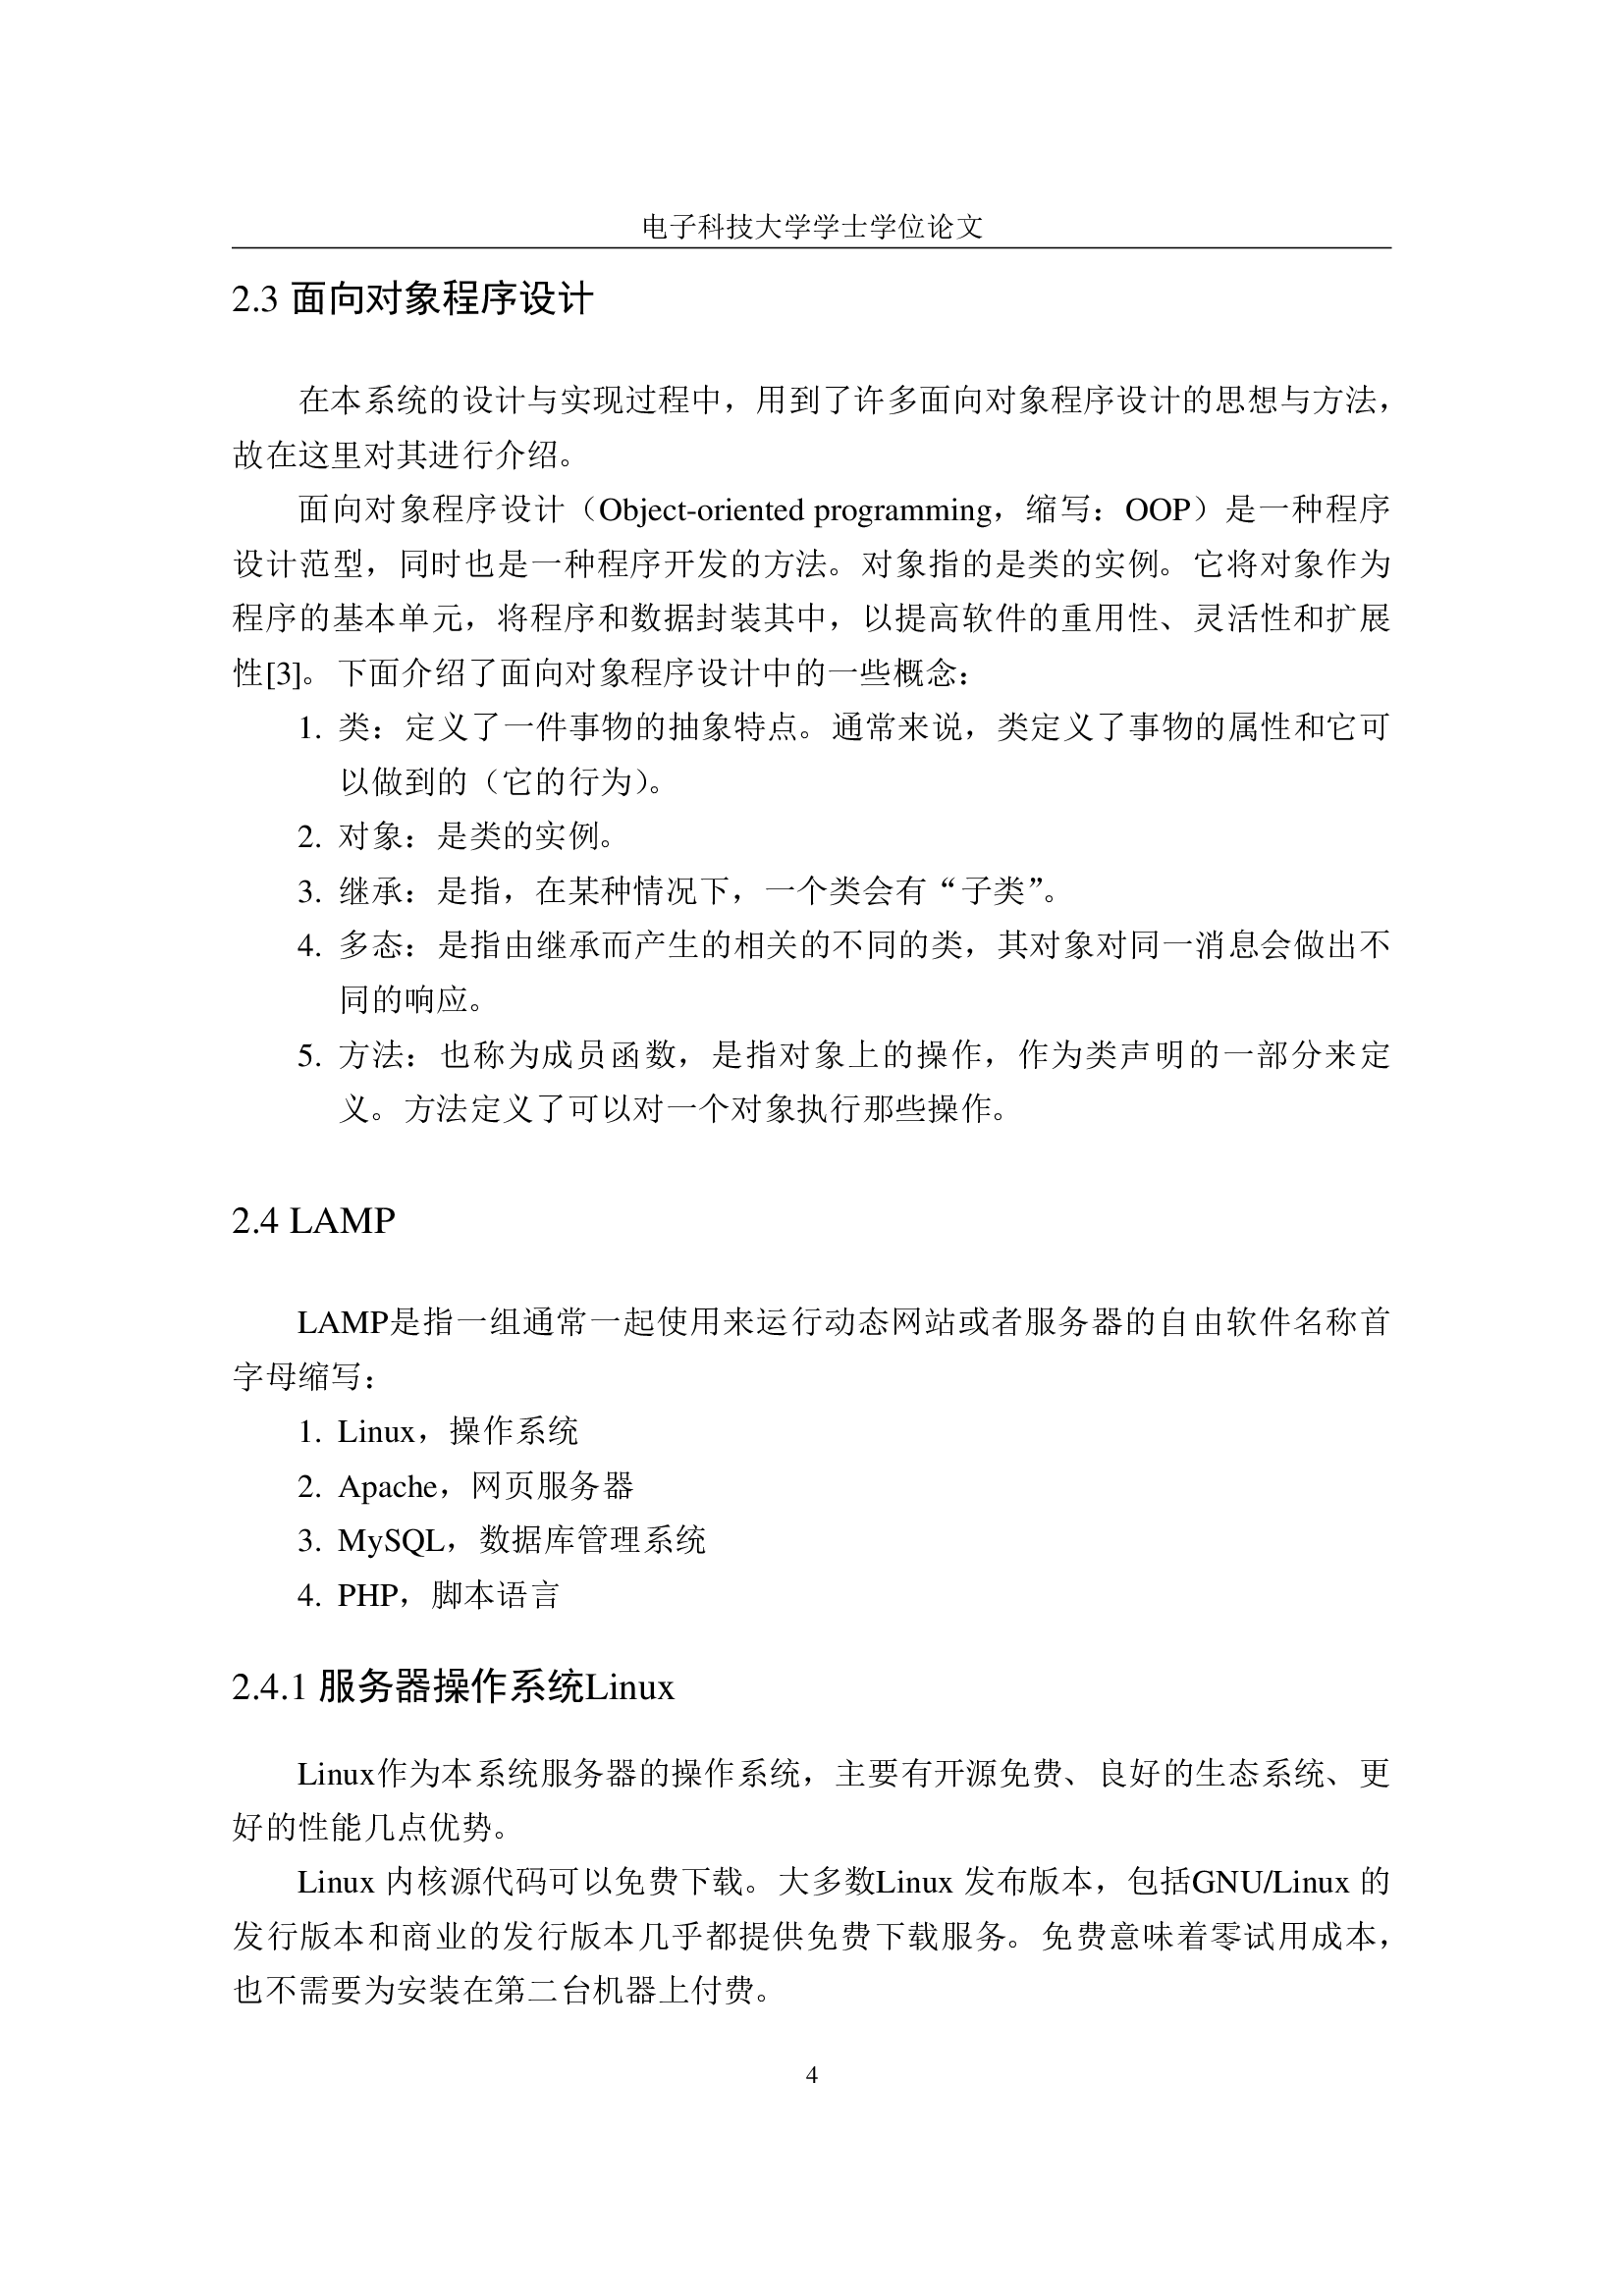 电子科技大学学士学位论文
2.3 面向对象程序设计
在本系统的设计与实现过程中，用到了许多面向对象程序设计的思想与方法，
故在这里对其进行介绍。
面向对象程序设计（Object-oriented programming，缩写：OOP）是一种程序
设计范型，同时也是一种程序开发的方法。对象指的是类的实例。它将对象作为
程序的基本单元，将程序和数据封装其中，以提高软件的重用性、灵活性和扩展
性[3]。下面介绍了面向对象程序设计中的一些概念：
1. 类：定义了一件事物的抽象特点。通常来说，类定义了事物的属性和它可
以做到的（它的行为）。
2. 对象：是类的实例。
3. 继承：是指，在某种情况下，一个类会有“子类”。
4. 多态：是指由继承而产生的相关的不同的类，其对象对同一消息会做出不
同的响应。
5. 方法：也称为成员函数，是指对象上的操作，作为类声明的一部分来定
义。方法定义了可以对一个对象执行那些操作。
2.4 LAMP
LAMP是指一组通常一起使用来运行动态网站或者服务器的自由软件名称首
字母缩写：
1. Linux，操作系统
2. Apache，网页服务器
3. MySQL，数据库管理系统
4. PHP，脚本语言
2.4.1 服务器操作系统Linux
Linux作为本系统服务器的操作系统，主要有开源免费、良好的生态系统、更
好的性能几点优势。
Linux 内核源代码可以免费下载。大多数Linux 发布版本，包括GNU/Linux 的
发行版本和商业的发行版本几乎都提供免费下载服务。免费意味着零试用成本，
也不需要为安装在第二台机器上付费。
4